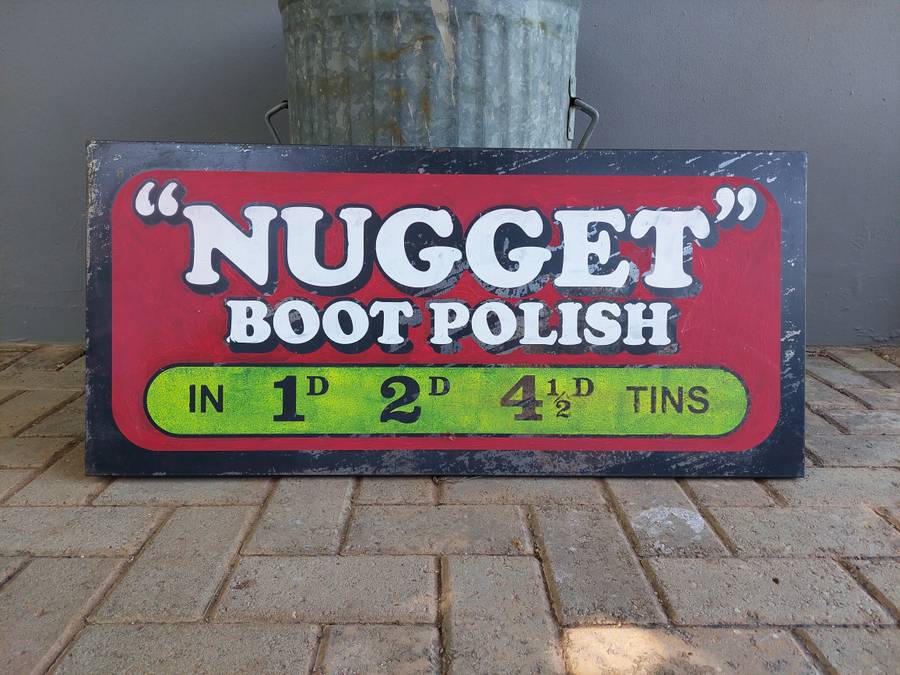 “NUGGET”
BOOT POLISH
IN 1D 2D 4½D TINS